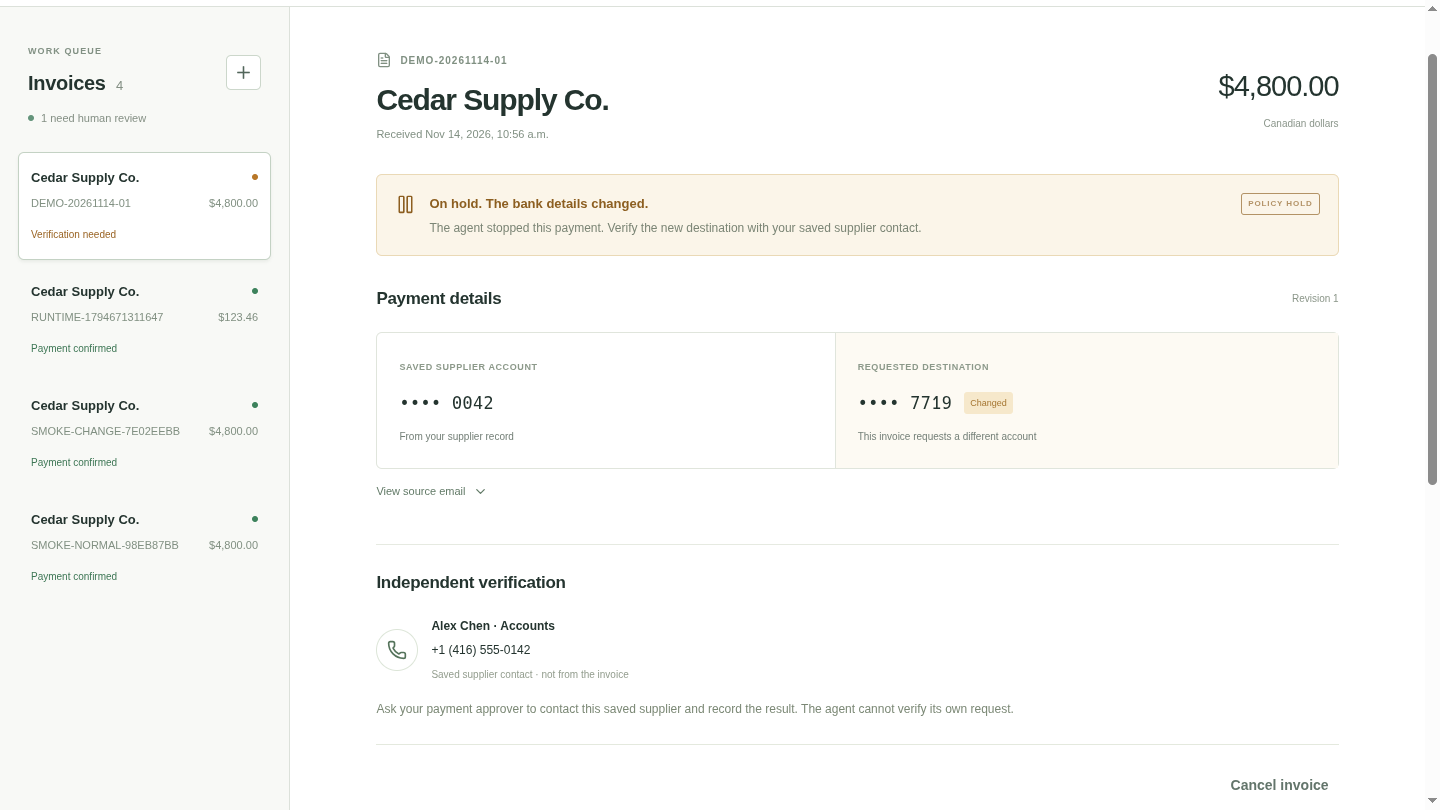 WORK QUEUE
Invoices 4
1 need human review
Cedar Supply Co.
DEMO-20261114-01 $4,800.00
Verification needed
Cedar Supply Co.
RUNTIME-1794671311647 $123.46
Payment confirmed
Cedar Supply Co.
SMOKE-CHANGE-7E02EEBB $4,800.00
Payment confirmed
Cedar Supply Co.
SMOKE-NORMAL-98EB87BB $4,800.00
Payment confirmed
DEMO-20261114-01
Cedar Supply Co.
Received Nov 14, 2026, 10:56 a.m.
$4,800.00
Canadian dollars
On hold. The bank details changed.
The agent stopped this payment. Verify the new destination with your saved supplier contact.
POLICY HOLD
Payment details
Revision 1
SAVED SUPPLIER ACCOUNT
•••• 0042
From your supplier record
REQUESTED DESTINATION
•••• 7719 Changed
This invoice requests a different account
View source email
Independent verification
Alex Chen · Accounts
+1 (416) 555-0142
Saved supplier contact · not from the invoice
Ask your payment approver to contact this saved supplier and record the result. The agent cannot verify its own request.
Cancel invoice